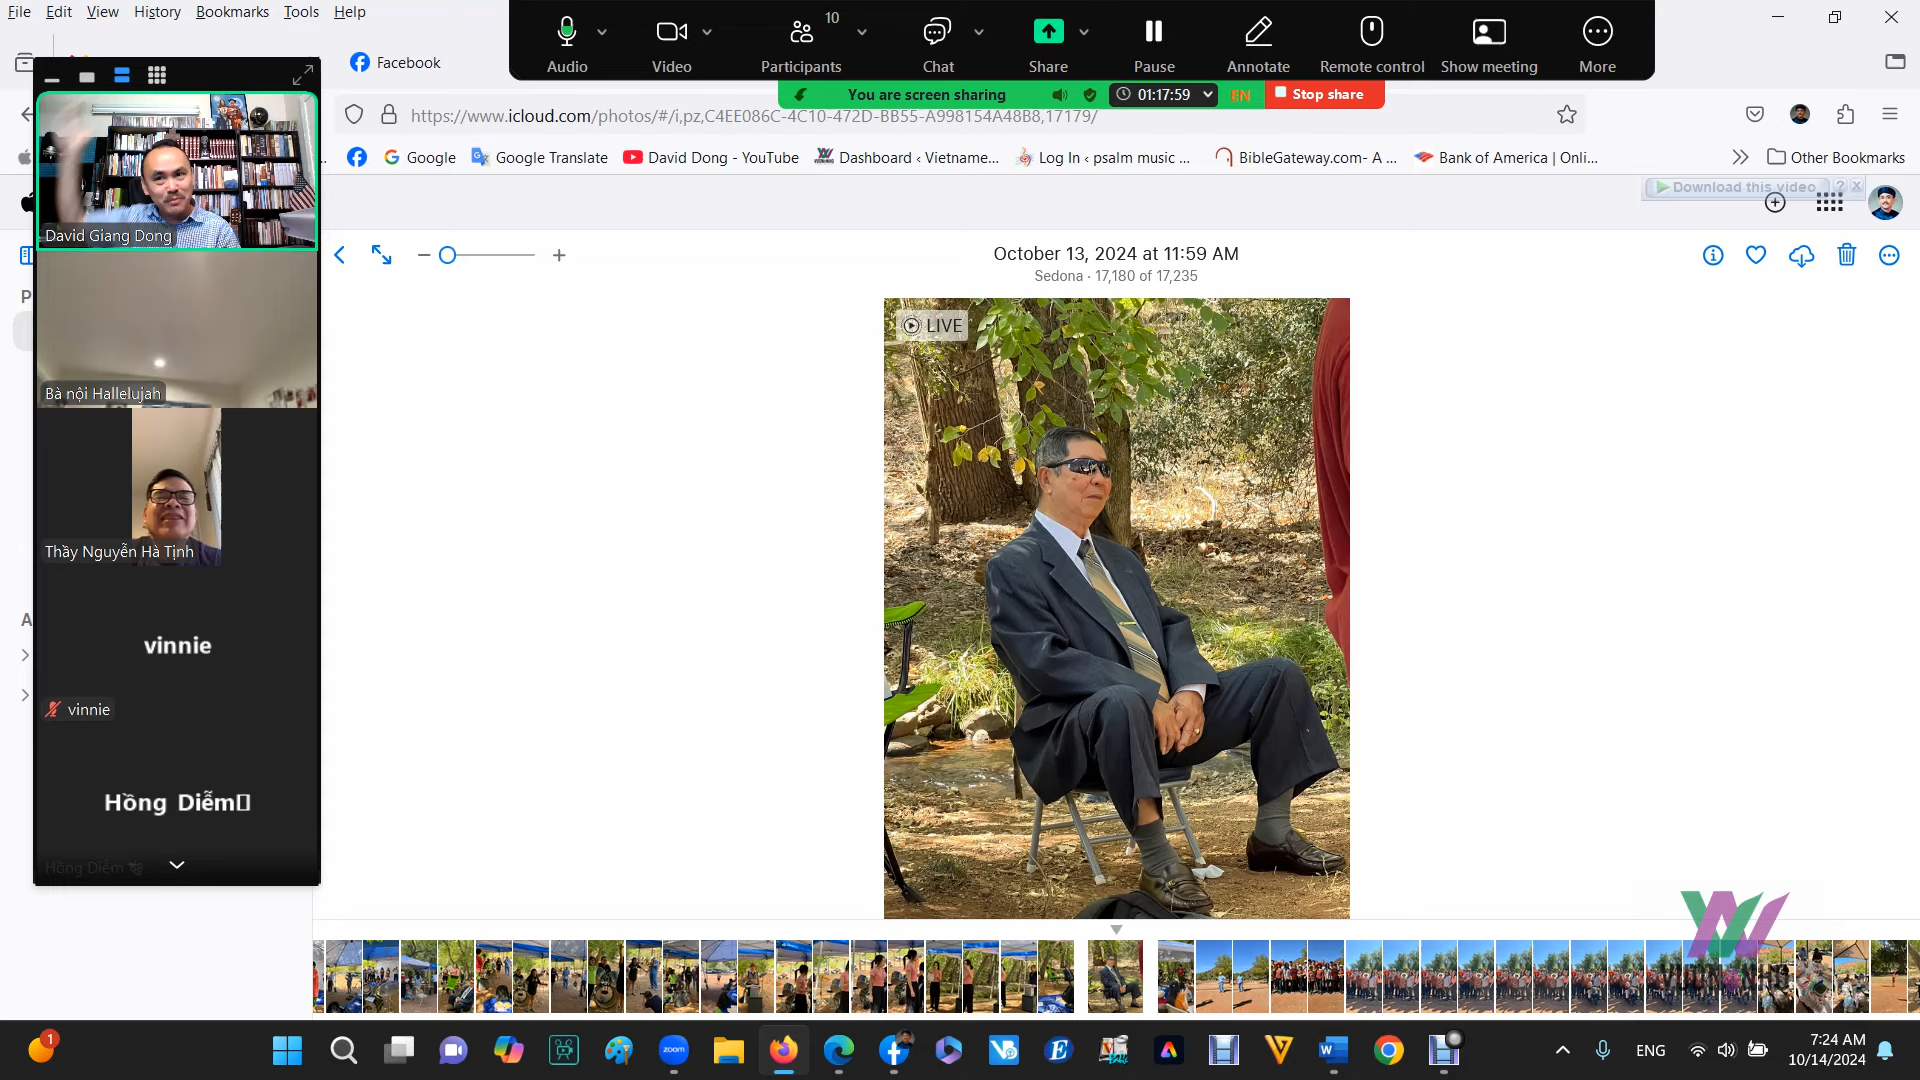 File Edit View History Bookmarks Tools Help
10
Audio Video Participants Chat Share Pause Annotate Remote control Show meeting More
Facebook
You are screen sharing 01:17:59 EN Stop share
https://www.icloud.com/photos/#/i,pz,C4EE086C-4C10-472D-BB55-A998154A48B8,17179/
Google Google Translate David Dong - YouTube Dashboard ‹ Vietname... Log In ‹ psalm music ... BibleGateway.com- A ... Bank of America | Onli... Other Bookmarks
Download this video ? X
David Giang Dong
October 13, 2024 at 11:59 AM
Sedona · 17,180 of 17,235
LIVE
Bà nội Hallelujah
Thầy Nguyễn Hà Tịnh
vinnie
vinnie
Hồng Diễm
Hồng Diễm
1
zoom
ENG
7:24 AM
10/14/2024